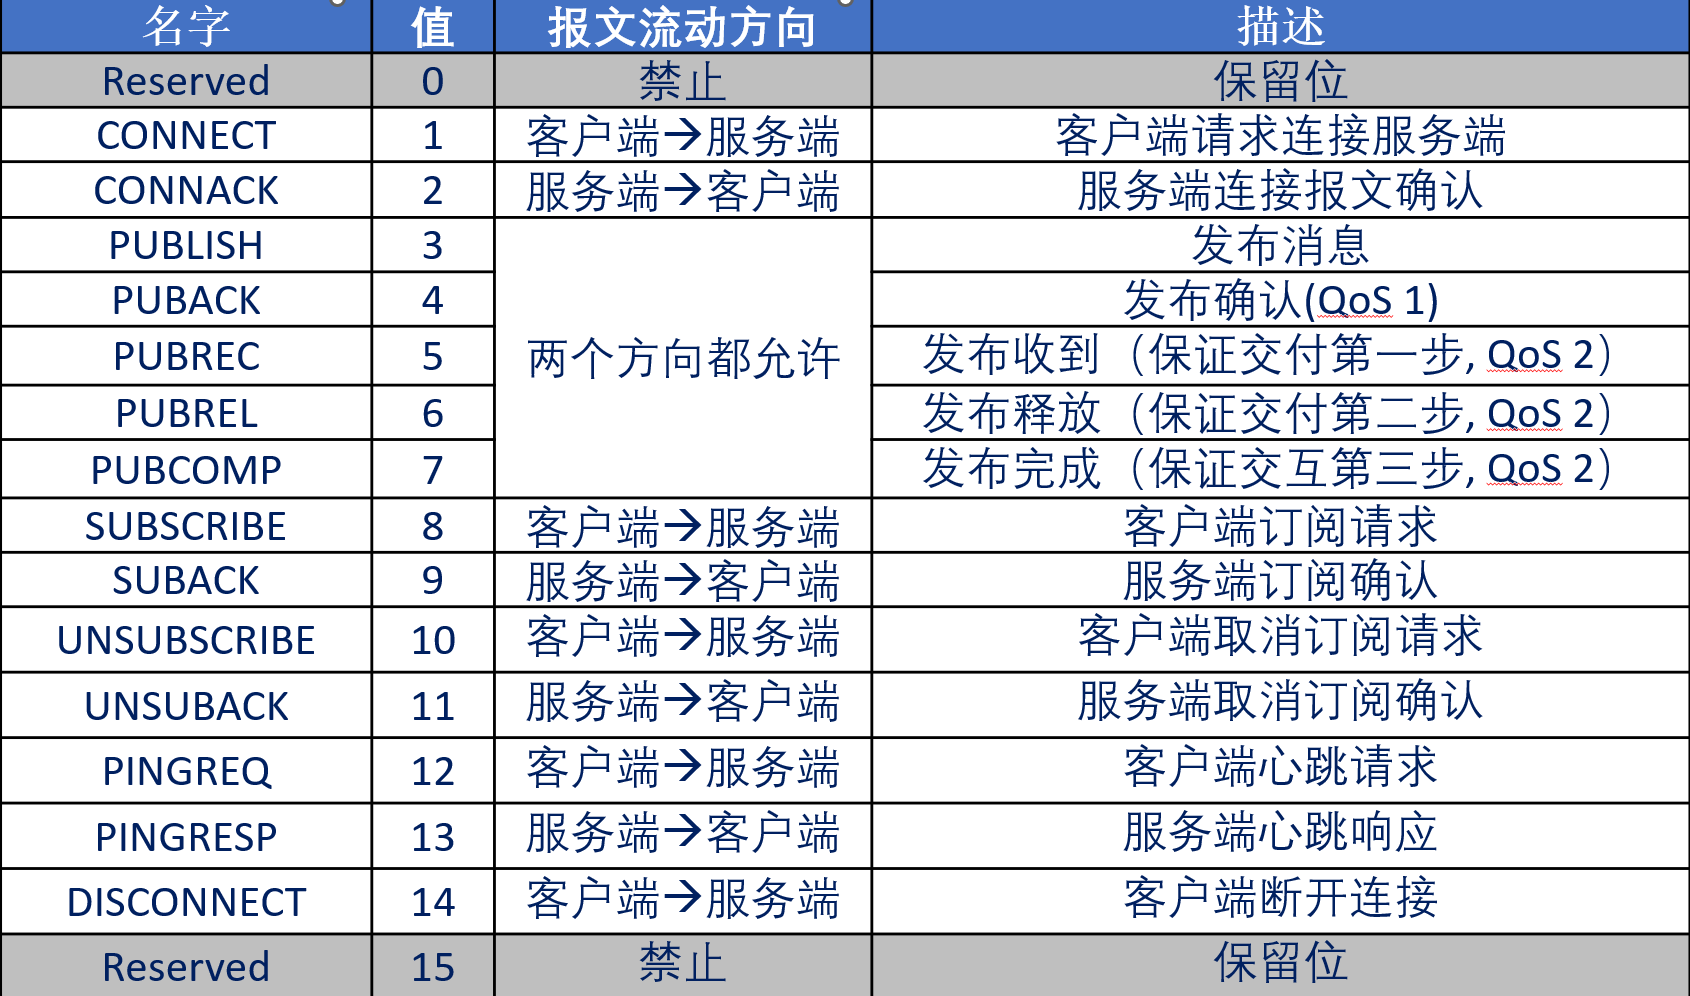 名字 值 报文流动方向 描述
Reserved 0 禁止 保留位
CONNECT 1 客户端→服务端 客户端请求连接服务端
CONNACK 2 服务端→客户端 服务端连接报文确认
PUBLISH 3 两个方向都允许 发布消息
PUBACK 4 发布确认(QoS 1)
PUBREC 5 发布收到（保证交付第一步, QoS 2）
PUBREL 6 发布释放（保证交付第二步, QoS 2）
PUBCOMP 7 发布完成（保证交互第三步, QoS 2）
SUBSCRIBE 8 客户端→服务端 客户端订阅请求
SUBACK 9 服务端→客户端 服务端订阅确认
UNSUBSCRIBE 10 客户端→服务端 客户端取消订阅请求
UNSUBACK 11 服务端→客户端 服务端取消订阅确认
PINGREQ 12 客户端→服务端 客户端心跳请求
PINGRESP 13 服务端→客户端 服务端心跳响应
DISCONNECT 14 客户端→服务端 客户端断开连接
Reserved 15 禁止 保留位